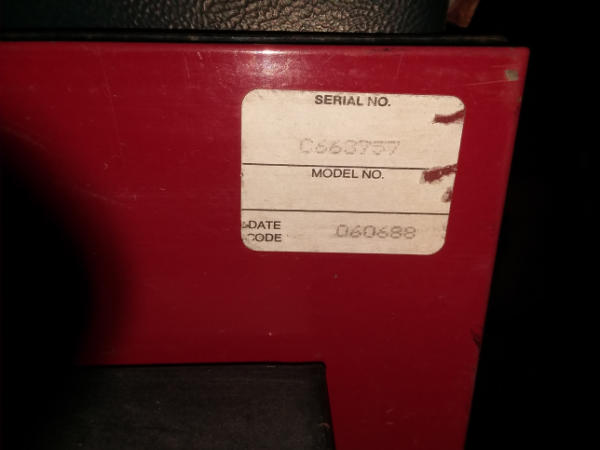 SERIAL NO.
C663757
MODEL NO.
DATE
CODE
060688